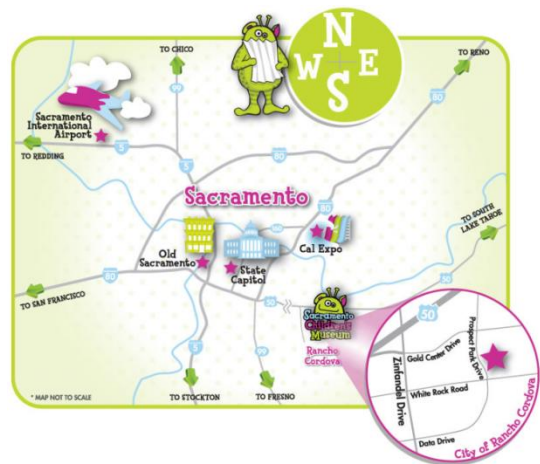 N
W E
S
TO CHICO
TO RENO
99
80
Sacramento
International
Airport
5
TO REDDING
5
80
Sacramento
80
TO SOUTH
LAKE TAHOE
Old
Sacramento
State
Capitol
Cal Expo
80
50
TO SAN FRANCISCO
50
Sacramento
Children's
Museum
Rancho
Cordova
5
99
* MAP NOT TO SCALE
TO STOCKTON
TO FRESNO
50
Zinfandel Drive
Gold Center Drive
Prospect Park Drive
White Rock Road
Data Drive
City of Rancho Cordova